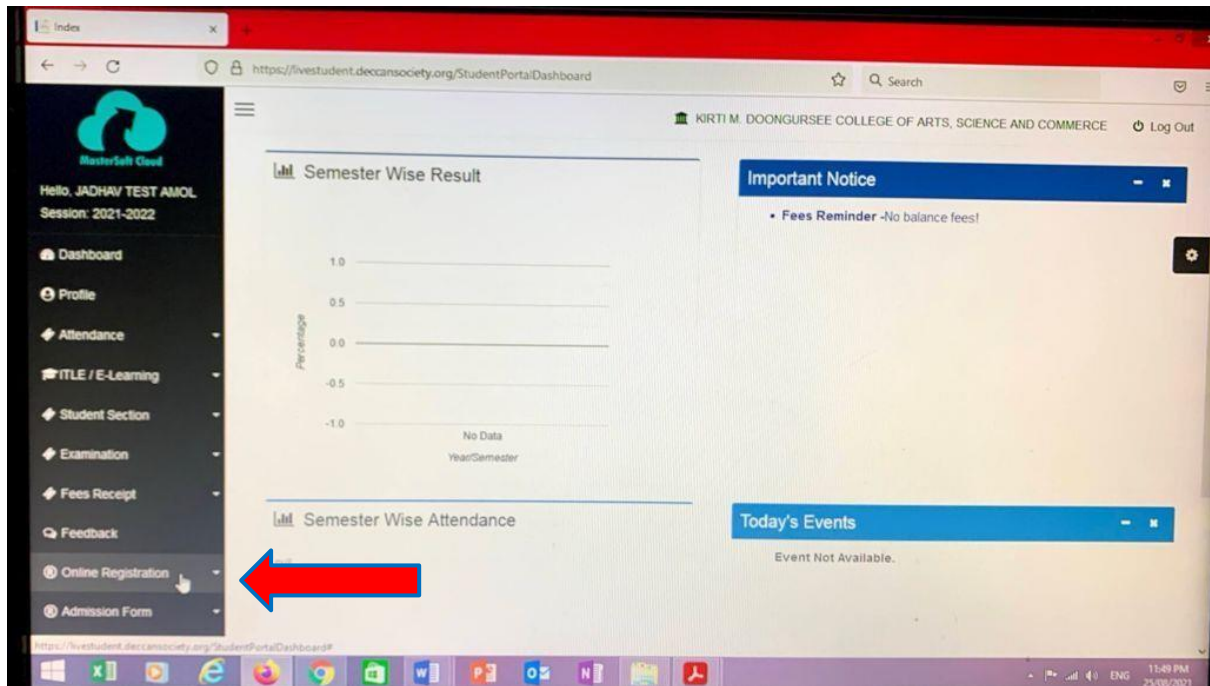 Index
https://livestudent.deccansociety.org/StudentPortalDashboard
Search
MasterSoft Cloud
KIRTI M. DOONGURSEE COLLEGE OF ARTS, SCIENCE AND COMMERCE
Log Out
Hello, JADHAV TEST AMOL
Session: 2021-2022
Dashboard
Profile
Attendance
ITLE / E-Learning
Student Section
Examination
Fees Receipt
Feedback
Online Registration
Admission Form
Semester Wise Result
1.0
0.5
0.0
-0.5
-1.0
Percentage
No Data
Year/Semester
Important Notice
• Fees Reminder -No balance fees!
Semester Wise Attendance
Today's Events
Event Not Available.
https://livestudent.deccansociety.org/StudentPortalDashboard#
ENG
11:49 PM
25/08/2021